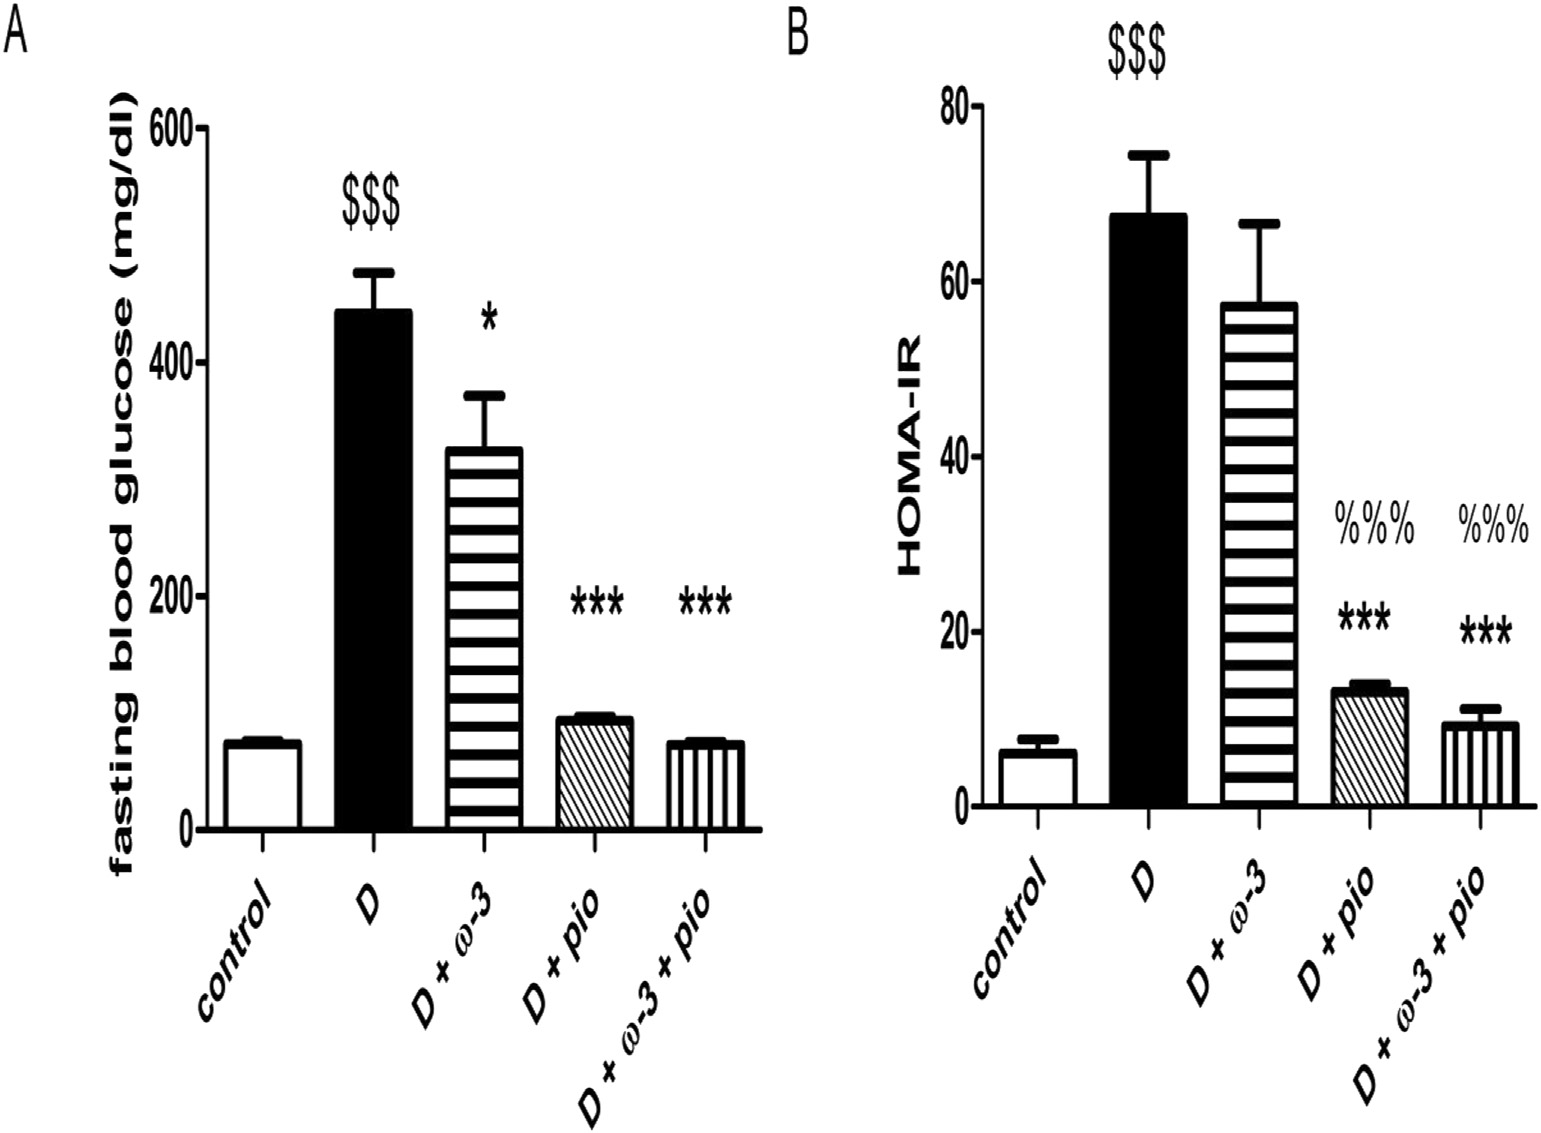 A
fasting blood glucose (mg/dl)
600
400
200
0
$$$
*
***
***
control
D
D + ω-3
D + pio
D + ω-3 + pio
B
HOMA-IR
80
60
40
20
0
$$$
%%%
%%%
***
***
control
D
D + ω-3
D + pio
D + ω-3 + pio